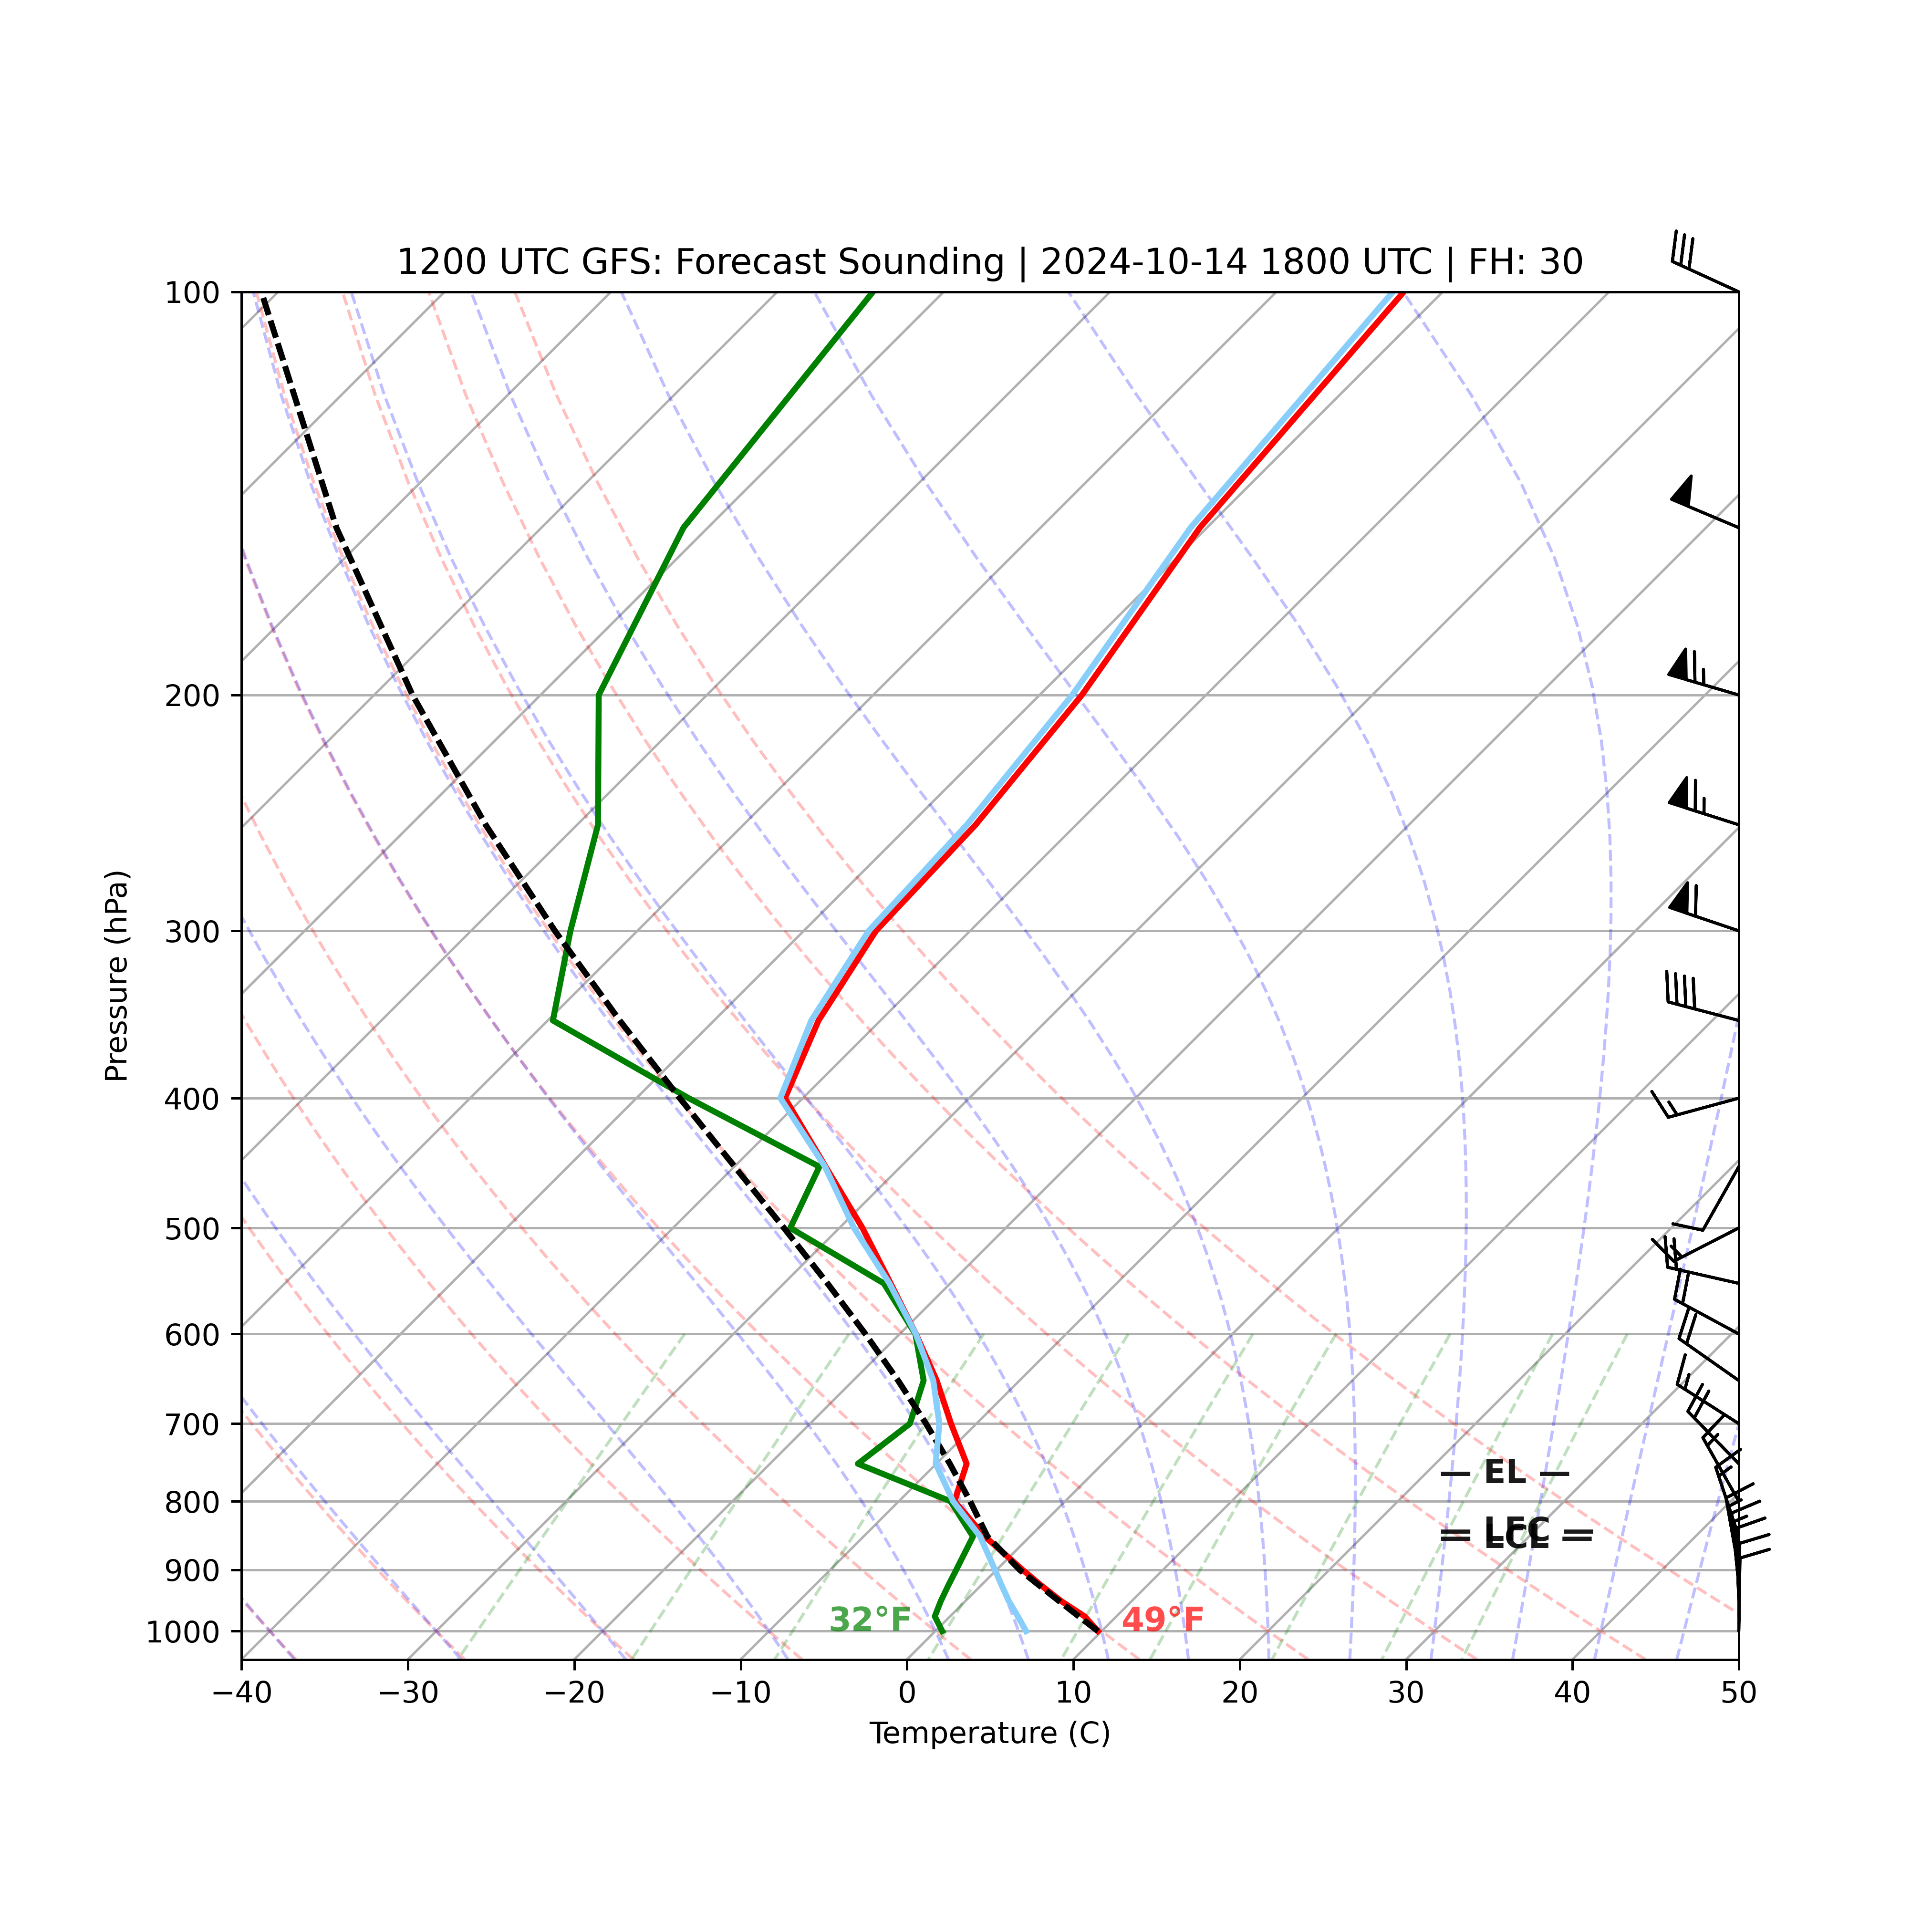 1200 UTC GFS: Forecast Sounding | 2024-10-14 1800 UTC | FH: 30
100
200
300
400
500
600
700
800
900
1000
Pressure (hPa)
— EL —
— LFC —
— LCL —
32°F
49°F
−40
−30
−20
−10
0
10
20
30
40
50
Temperature (C)